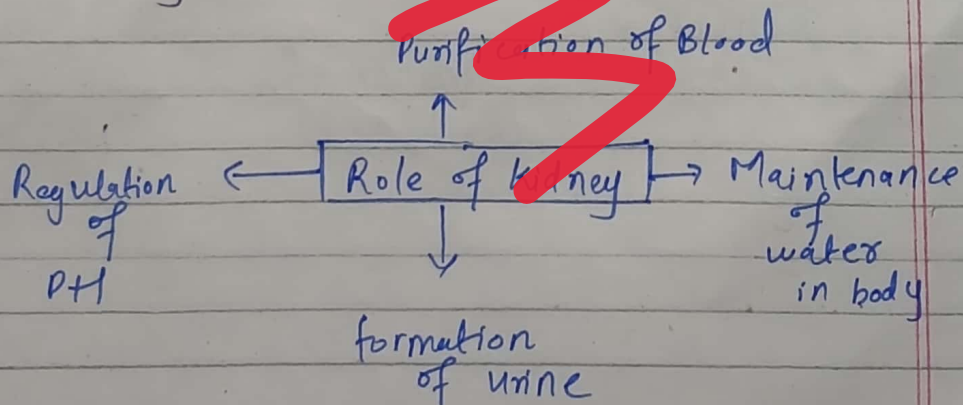 Purification of Blood
Role of kidney
Regulation
of
PH
Maintenance
of
water
in body
formation
of urine